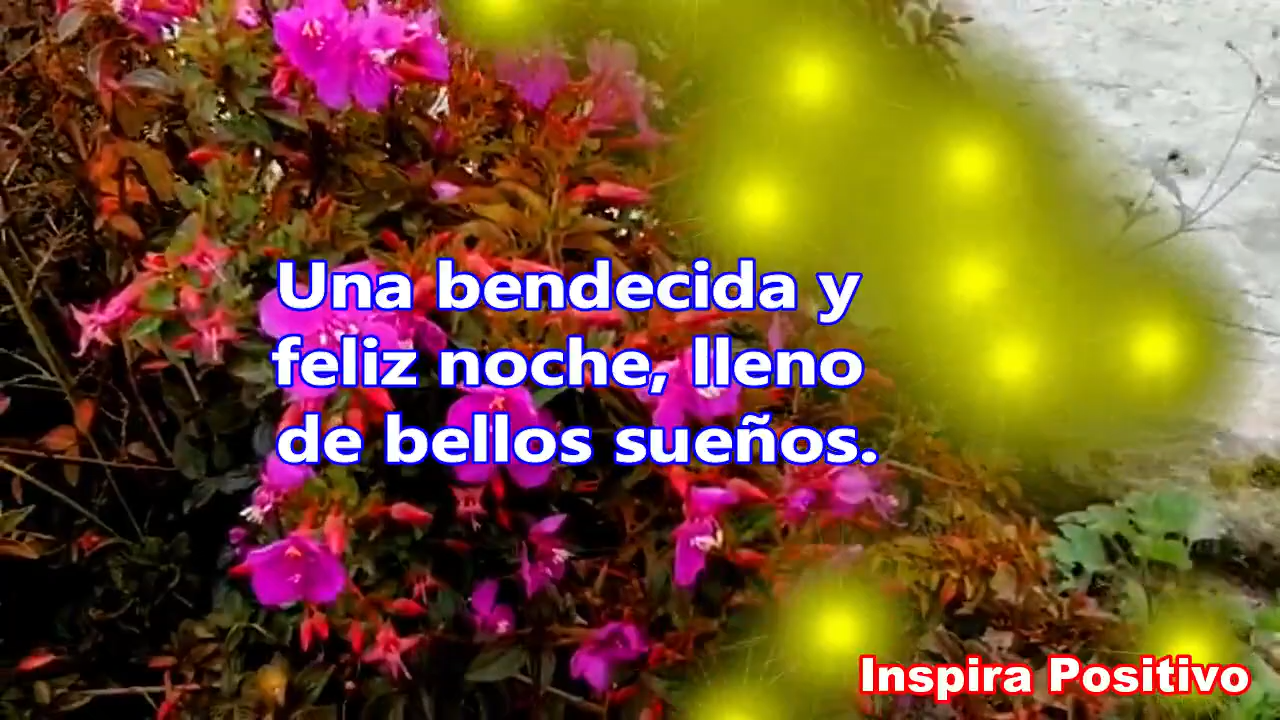 Una bendecida y
feliz noche, lleno
de bellos sueños.
Inspira Positivo